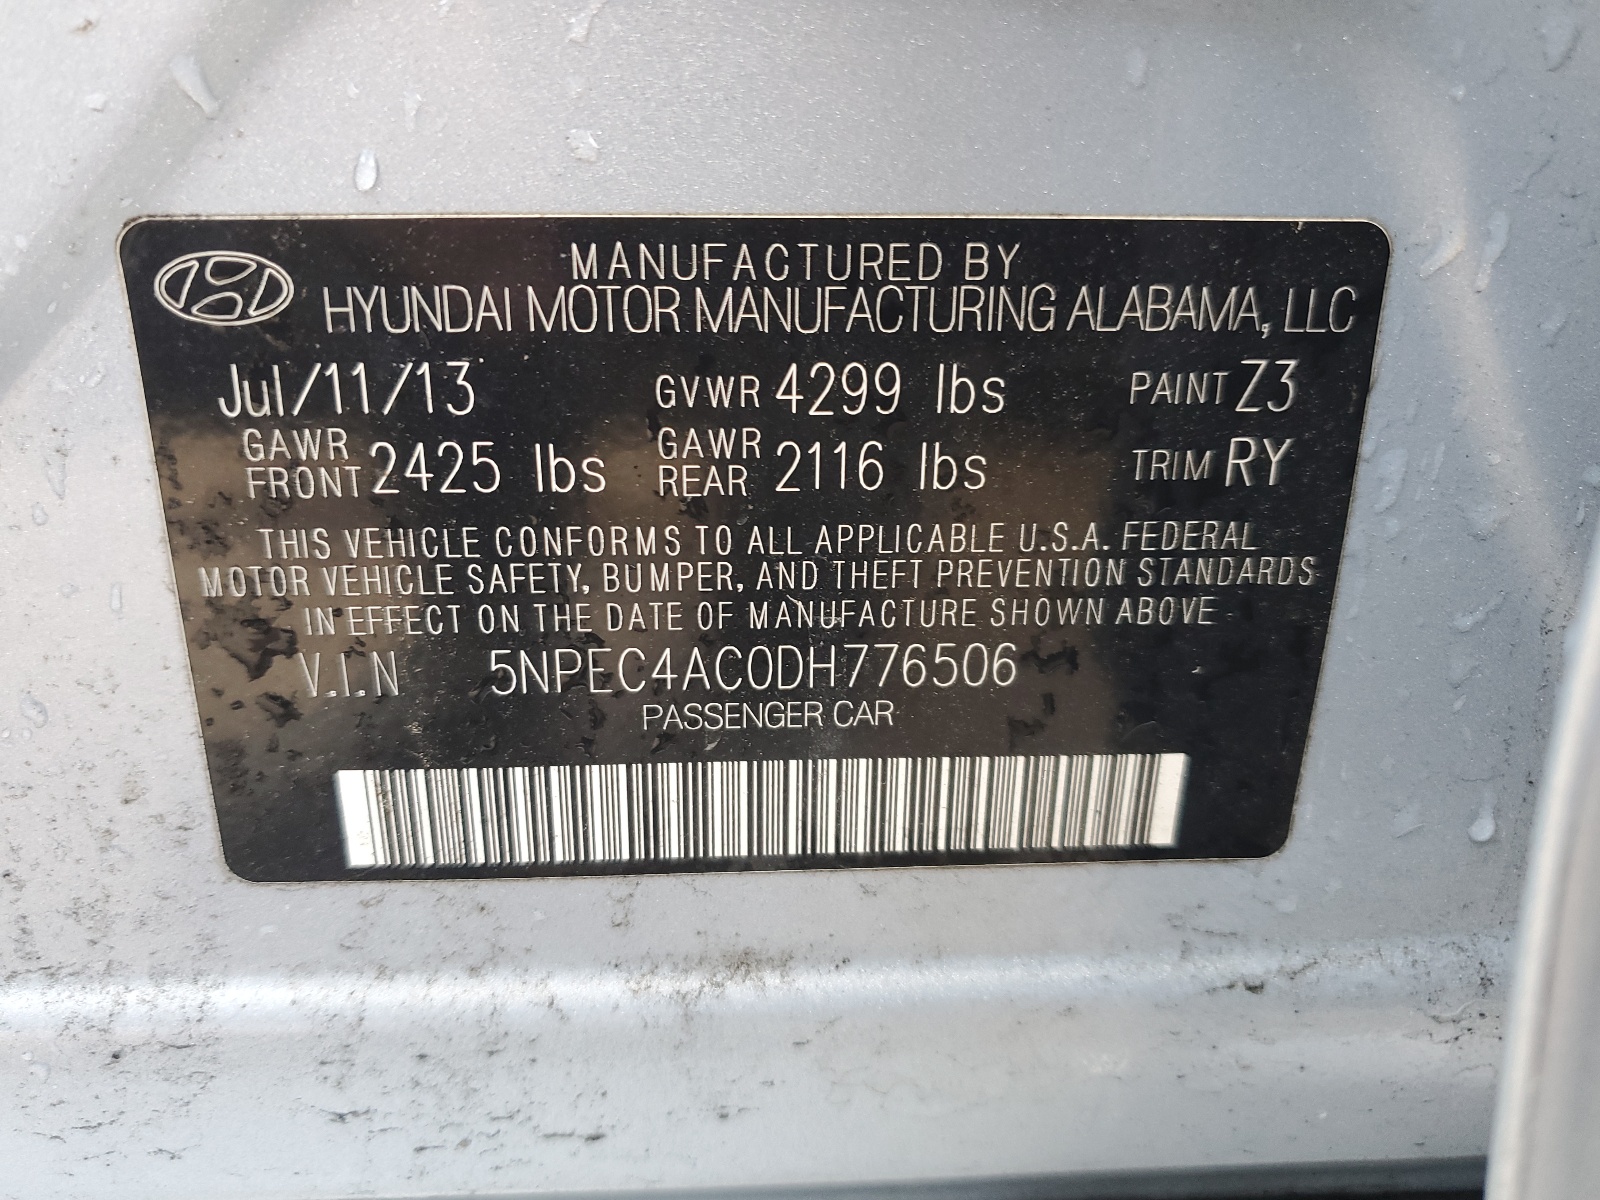 MANUFACTURED BY
HYUNDAI MOTOR MANUFACTURING ALABAMA, LLC
Jul/11/13 GVWR 4299 lbs PAINT Z3
GAWR FRONT 2425 lbs GAWR REAR 2116 lbs TRIM RY
THIS VEHICLE CONFORMS TO ALL APPLICABLE U.S.A. FEDERAL
MOTOR VEHICLE SAFETY, BUMPER, AND THEFT PREVENTION STANDARDS
IN EFFECT ON THE DATE OF MANUFACTURE SHOWN ABOVE
V.I.N 5NPEC4AC0DH776506
PASSENGER CAR